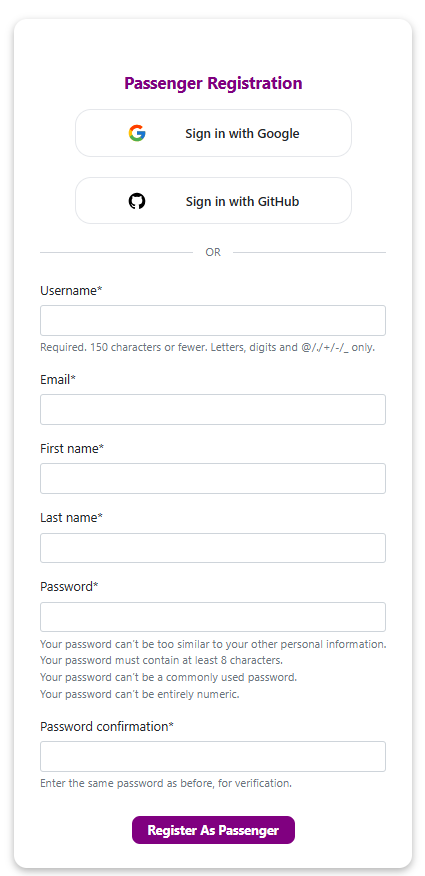 Passenger Registration
Sign in with Google
Sign in with GitHub
OR
Username*
Required. 150 characters or fewer. Letters, digits and @/./+/-/_ only.
Email*
First name*
Last name*
Password*
Your password can’t be too similar to your other personal information.
Your password must contain at least 8 characters.
Your password can’t be a commonly used password.
Your password can’t be entirely numeric.
Password confirmation*
Enter the same password as before, for verification.
Register As Passenger